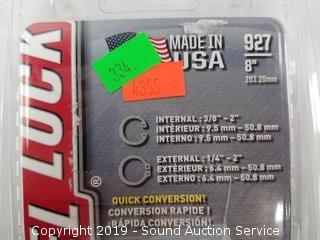 MADE IN
USA
927
8"
203.20mm
334
4355
LOCK
INTERNAL : 3/8" – 2"
INTÉRIEUR : 9.5 mm – 50.8 mm
INTERNO : 9.5 mm – 50.8 mm
EXTERNAL : 1/4" – 2"
EXTÉRIEUR : 6.4 mm – 50.8 mm
EXTERNO : 6.4 mm – 50.8 mm
®
QUICK CONVERSION!
CONVERSION RAPIDE !
RÁPIDA CONVERSIÓN!
Copyright 2019 - Sound Auction Service